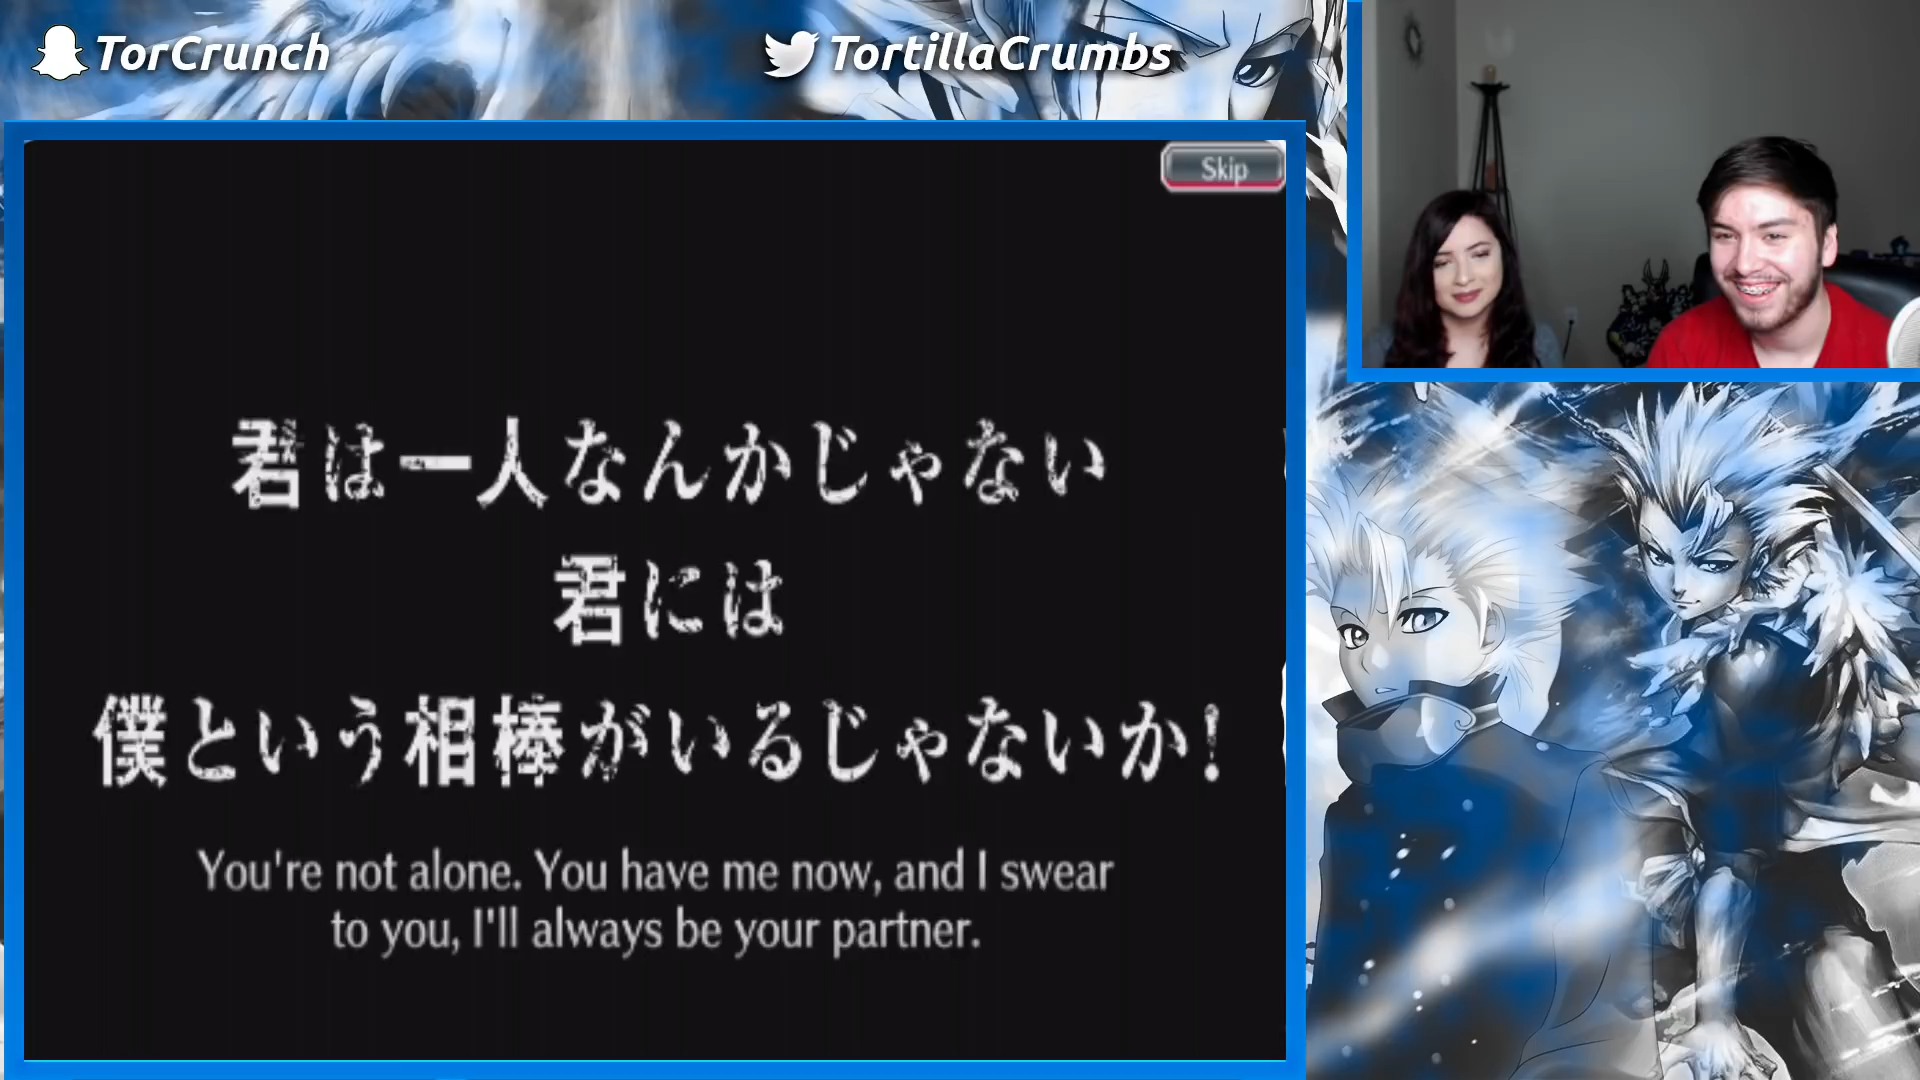 TorCrunch
TortillaCrumbs
Skip
君は一人なんかじゃない
君には
僕という相棒がいるじゃないか!
You're not alone. You have me now, and I swear
to you, I'll always be your partner.